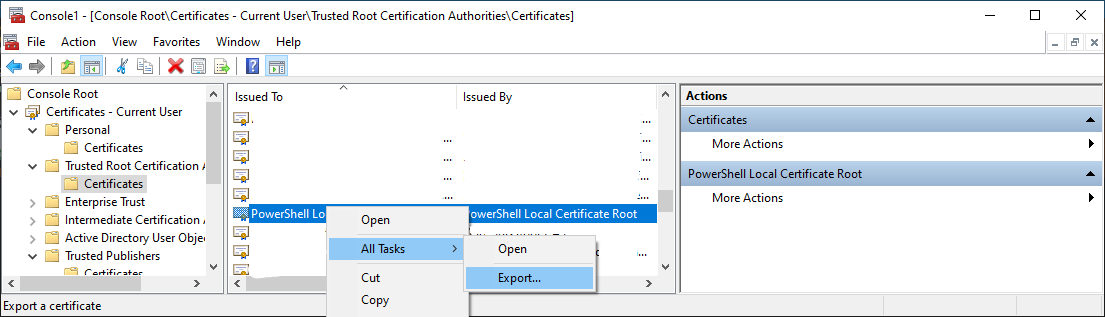 Console1 - [Console Root\Certificates - Current User\Trusted Root Certification Authorities\Certificates]
File Action View Favorites Window Help
Console Root
Certificates - Current User
Personal
Certificates
Trusted Root Certification A
Certificates
Enterprise Trust
Intermediate Certification A
Active Directory User Objec
Trusted Publishers
Certificates
Issued To Issued By
PowerShell Lo PowerShell Local Certificate Root
Open
All Tasks
Cut
Copy
Open
Export...
Actions
Certificates
More Actions
PowerShell Local Certificate Root
More Actions
Export a certificate